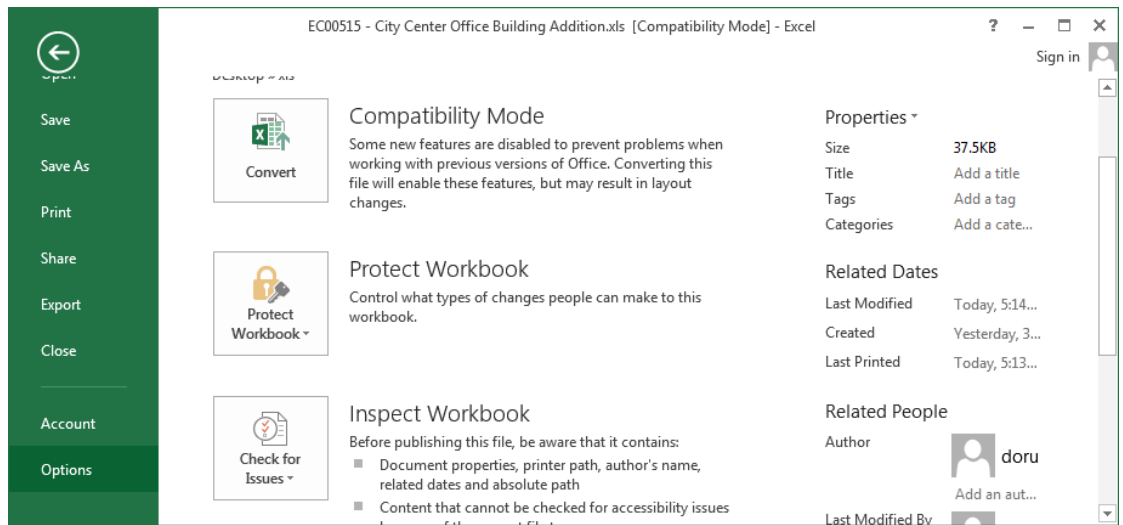 EC00515 - City Center Office Building Addition.xls [Compatibility Mode] - Excel
?
Sign in
Open
Save
Save As
Print
Share
Export
Close
Account
Options
Desktop » xls
Convert
Compatibility Mode
Some new features are disabled to prevent problems when
working with previous versions of Office. Converting this
file will enable these features, but may result in layout
changes.
Protect
Workbook
Protect Workbook
Control what types of changes people can make to this
workbook.
Check for
Issues
Inspect Workbook
Before publishing this file, be aware that it contains:
Document properties, printer path, author's name,
related dates and absolute path
Content that cannot be checked for accessibility issues
Properties
Size 37.5KB
Title Add a title
Tags Add a tag
Categories Add a cate...
Related Dates
Last Modified Today, 5:14...
Created Yesterday, 3...
Last Printed Today, 5:13...
Related People
Author doru
Add an aut...
Last Modified By